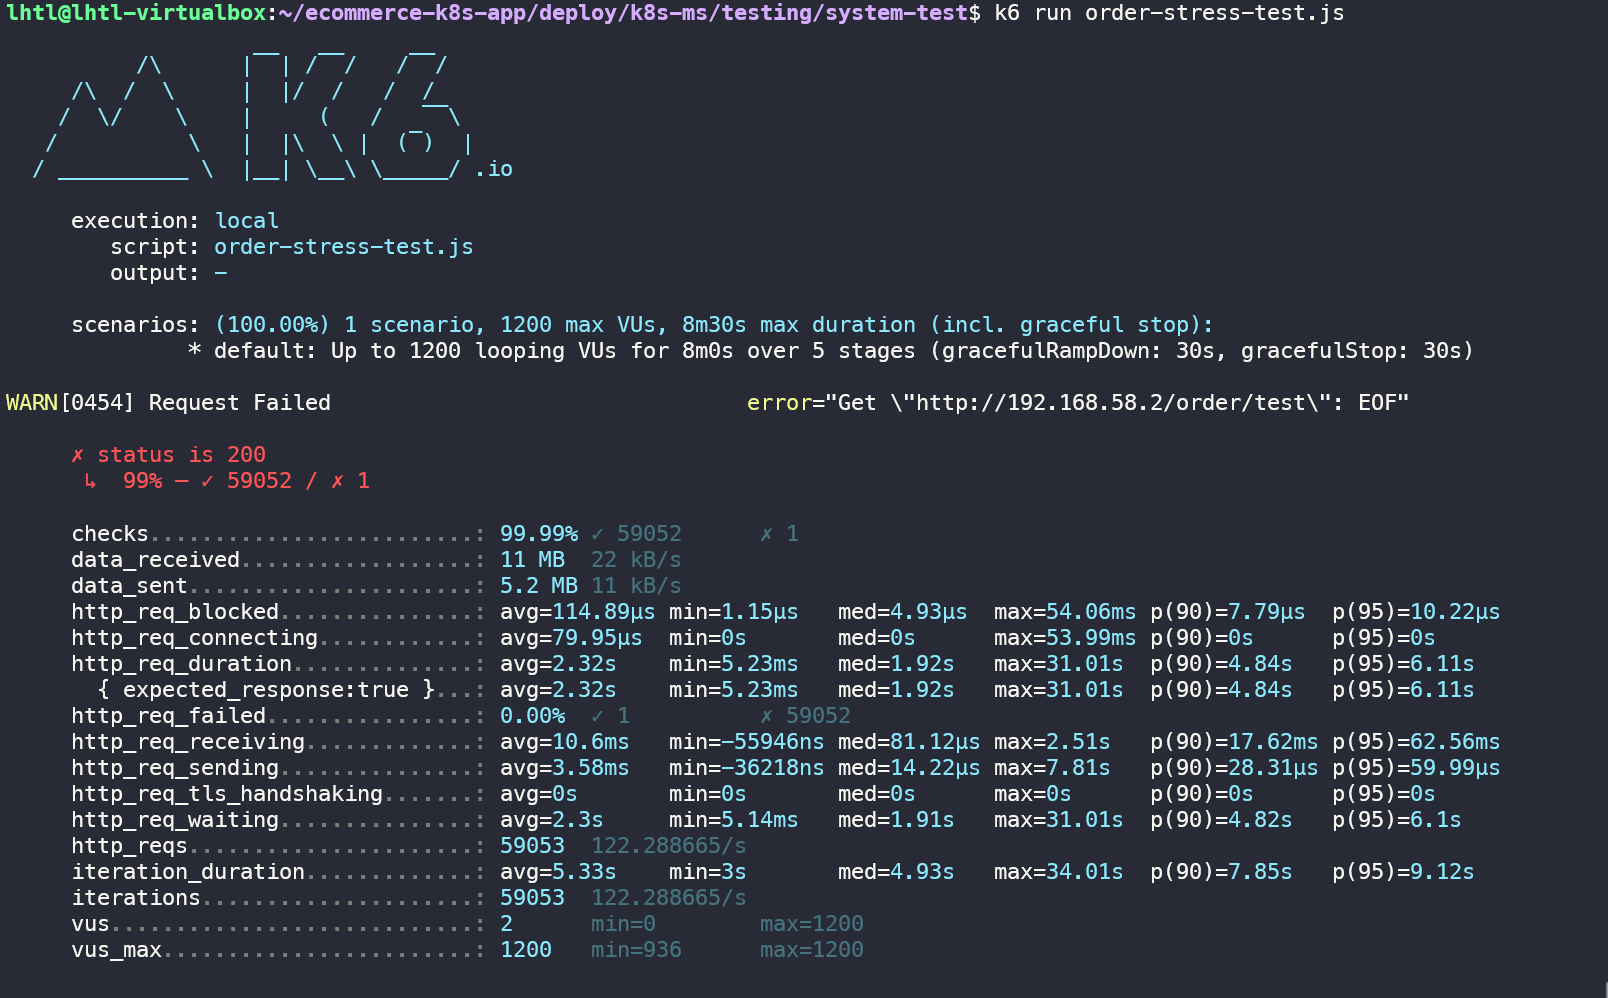 lhtl@lhtl-virtualbox:~/ecommerce-k8s-app/deploy/k8s-ms/testing/system-test$ k6 run order-stress-test.js
          /\      |‾‾| /‾‾/   /‾‾/
     /\  /  \     |  |/  /   /  /
    /  \/    \    |     (   /   ‾‾\
   /          \   |  |\  \ |  (‾)  |
  / __________ \  |__| \__\ \_____/ .io
     execution: local
        script: order-stress-test.js
        output: -
     scenarios: (100.00%) 1 scenario, 1200 max VUs, 8m30s max duration (incl. graceful stop):
              * default: Up to 1200 looping VUs for 8m0s over 5 stages (gracefulRampDown: 30s, gracefulStop: 30s)
WARN[0454] Request Failed                                error="Get \"http://192.168.58.2/order/test\": EOF"
     ✗ status is 200
      ↳  99% — ✓ 59052 / ✗ 1
     checks.........................: 99.99% ✓ 59052      ✗ 1
     data_received..................: 11 MB  22 kB/s
     data_sent......................: 5.2 MB 11 kB/s
     http_req_blocked...............: avg=114.89µs min=1.15µs   med=4.93µs  max=54.06ms p(90)=7.79µs  p(95)=10.22µs
     http_req_connecting............: avg=79.95µs  min=0s       med=0s      max=53.99ms p(90)=0s      p(95)=0s
     http_req_duration..............: avg=2.32s    min=5.23ms   med=1.92s   max=31.01s  p(90)=4.84s   p(95)=6.11s
       { expected_response:true }...: avg=2.32s    min=5.23ms   med=1.92s   max=31.01s  p(90)=4.84s   p(95)=6.11s
     http_req_failed................: 0.00%  ✓ 1          ✗ 59052
     http_req_receiving.............: avg=10.6ms   min=-55946ns med=81.12µs max=2.51s   p(90)=17.62ms p(95)=62.56ms
     http_req_sending...............: avg=3.58ms   min=-36218ns med=14.22µs max=7.81s   p(90)=28.31µs p(95)=59.99µs
     http_req_tls_handshaking.......: avg=0s       min=0s       med=0s      max=0s      p(90)=0s      p(95)=0s
     http_req_waiting...............: avg=2.3s     min=5.14ms   med=1.91s   max=31.01s  p(90)=4.82s   p(95)=6.1s
     http_reqs......................: 59053  122.288665/s
     iteration_duration.............: avg=5.33s    min=3s       med=4.93s   max=34.01s  p(90)=7.85s   p(95)=9.12s
     iterations.....................: 59053  122.288665/s
     vus............................: 2      min=0        max=1200
     vus_max........................: 1200   min=936      max=1200